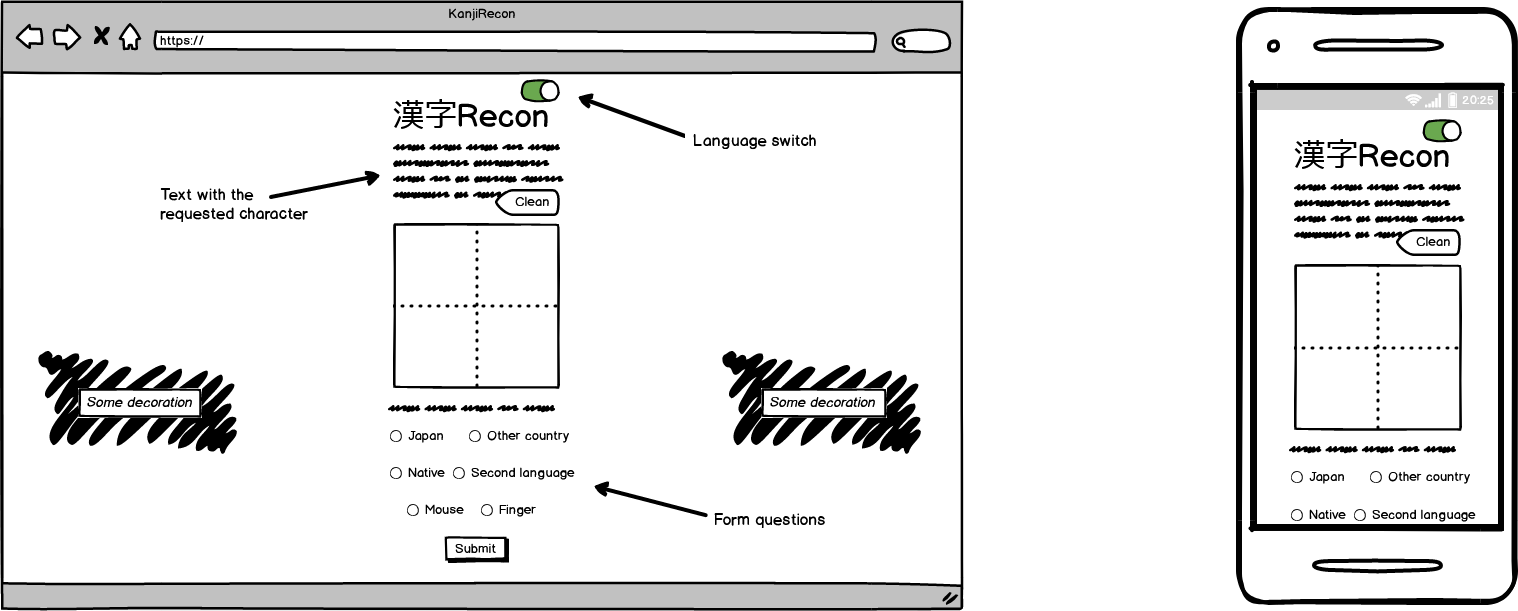 KanjiRecon
https://
漢字Recon
Language switch
Text with the
requested character
Clean
Some decoration
Some decoration
Japan Other country
Native Second language
Mouse Finger
Form questions
Submit
20:25
漢字Recon
Clean
Japan Other country
Native Second language